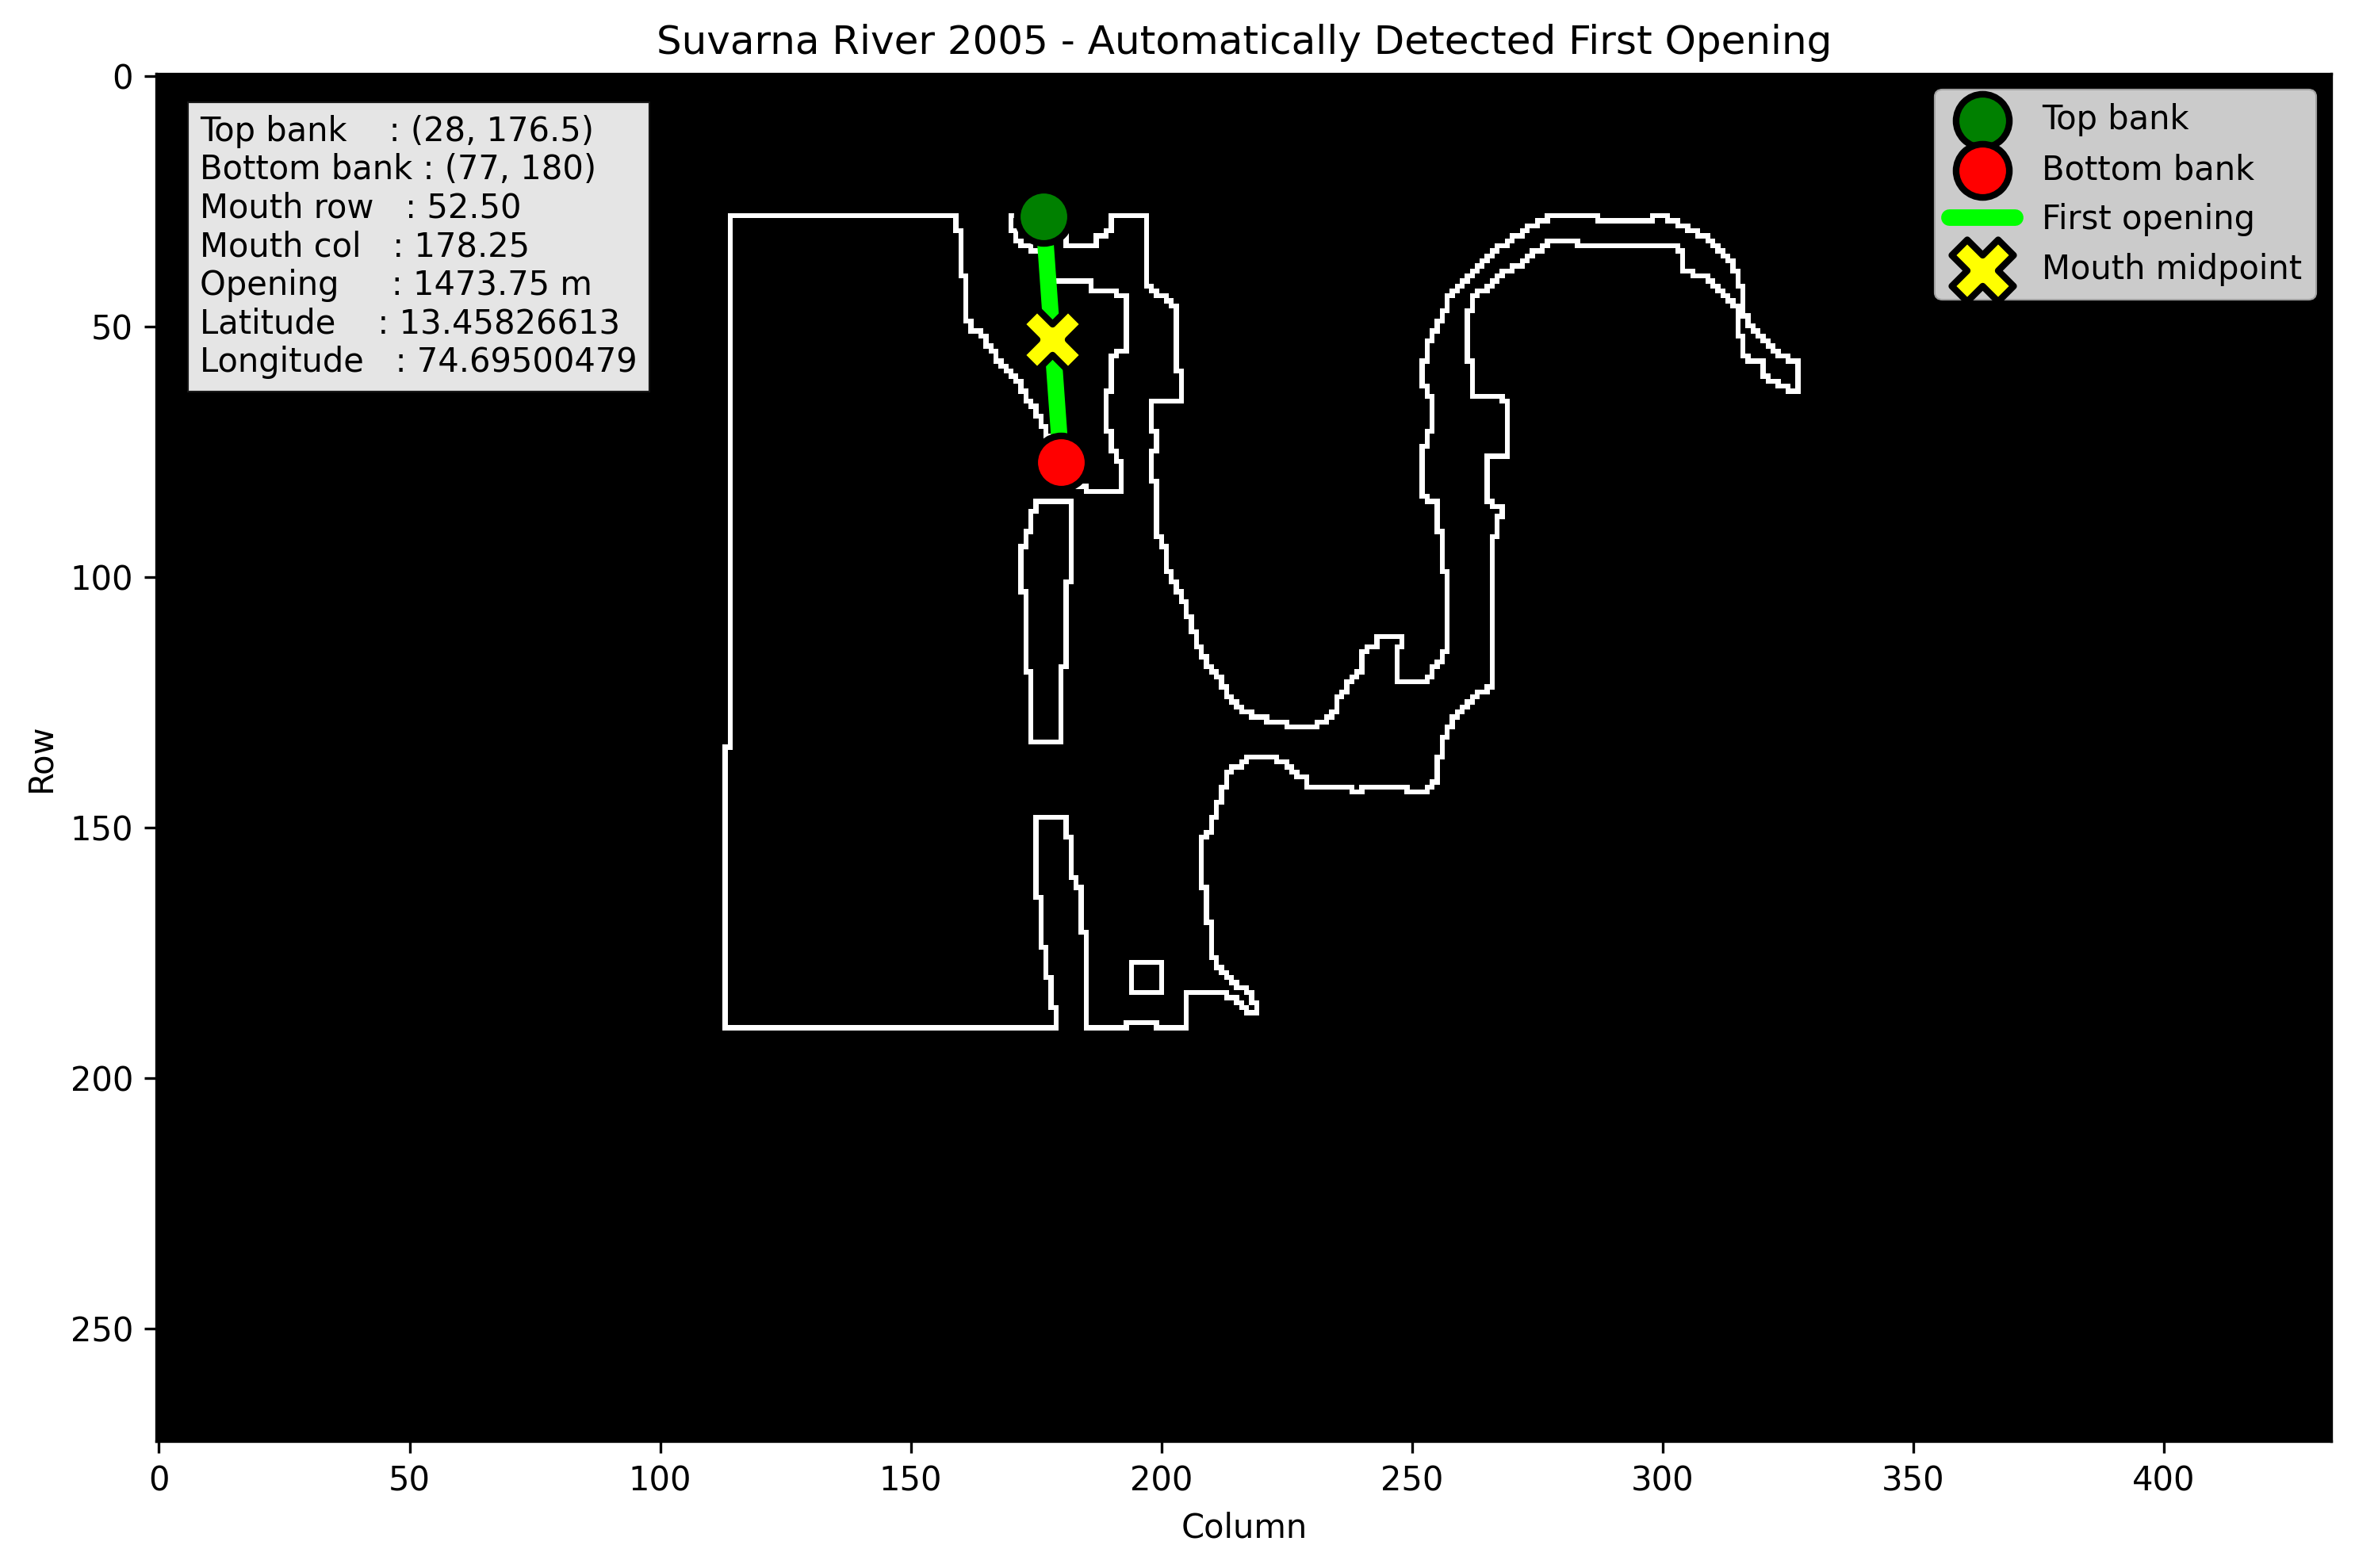 Suvarna River 2005 - Automatically Detected First Opening
0
50
100
150
200
250
Row
Top bank : (28, 176.5)
Bottom bank : (77, 180)
Mouth row : 52.50
Mouth col : 178.25
Opening : 1473.75 m
Latitude : 13.45826613
Longitude : 74.69500479
Top bank
Bottom bank
First opening
Mouth midpoint
0 50 100 150 200 250 300 350 400
Column